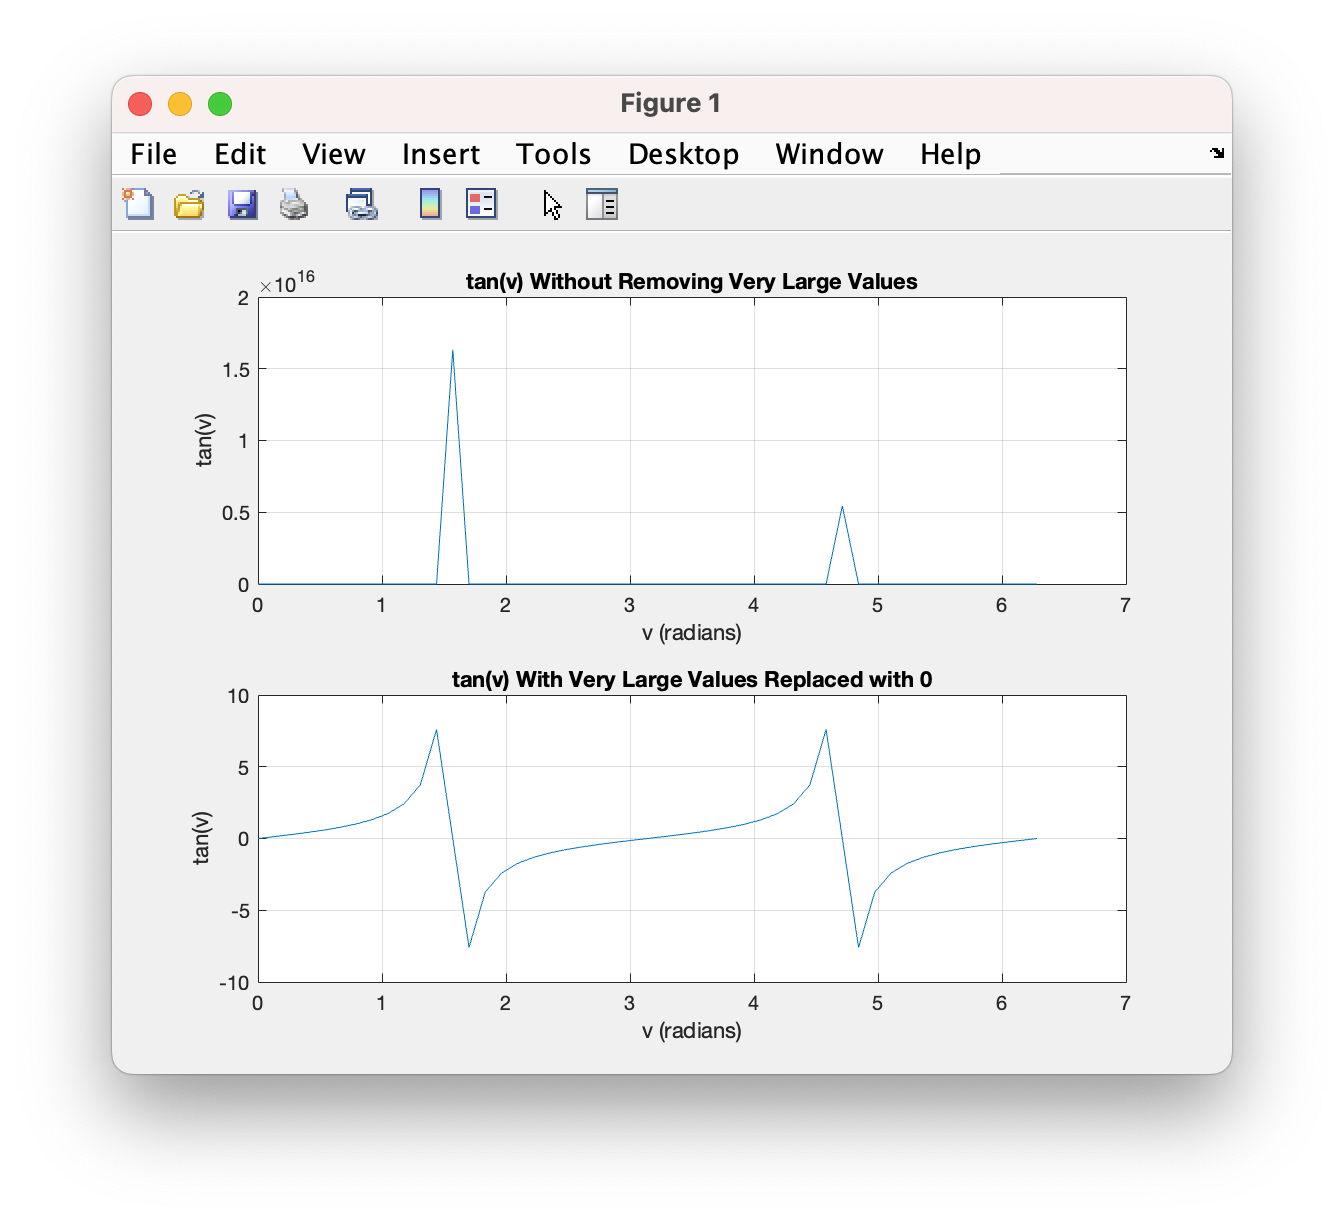 Figure 1
File Edit View Insert Tools Desktop Window Help
×10^16
tan(v) Without Removing Very Large Values
2
1.5
1
0.5
0
tan(v)
0 1 2 3 4 5 6 7
v (radians)
tan(v) With Very Large Values Replaced with 0
10
5
0
-5
-10
tan(v)
0 1 2 3 4 5 6 7
v (radians)